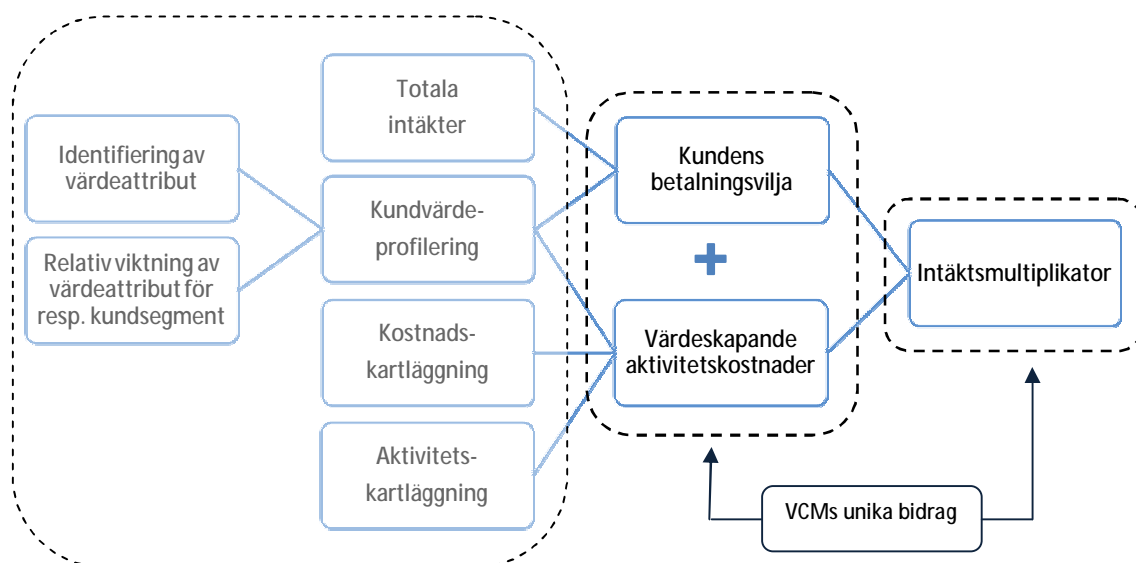 Identifiering av
värdeattribut
Relativ viktning av
värdeattribut för
resp. kundsegment
Totala
intäkter
Kundvärde-
profilering
Kostnads-
kartläggning
Aktivitets-
kartläggning
Kundens
betalningsvilja
+
Värdeskapande
aktivitetskostnader
Intäktsmultiplikator
VCMs unika bidrag